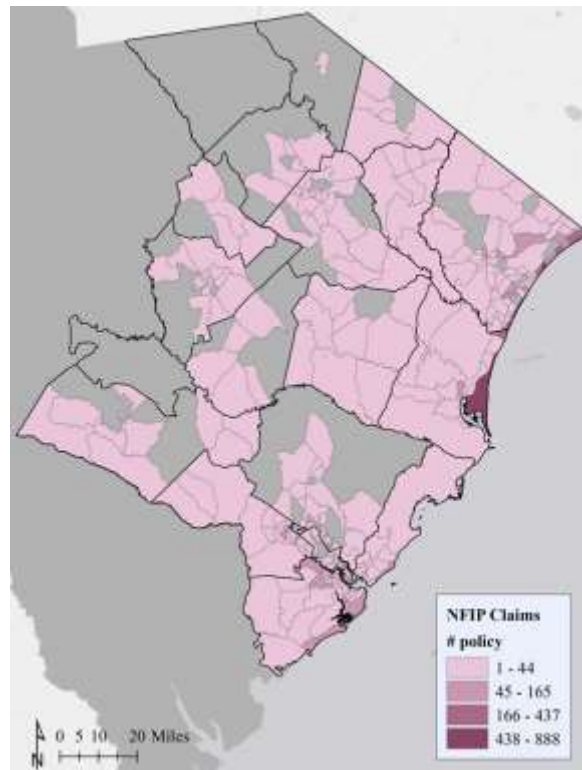 NFIP Claims
# policy
1 - 44
45 - 165
166 - 437
438 - 888
0 5 10 20 Miles
N